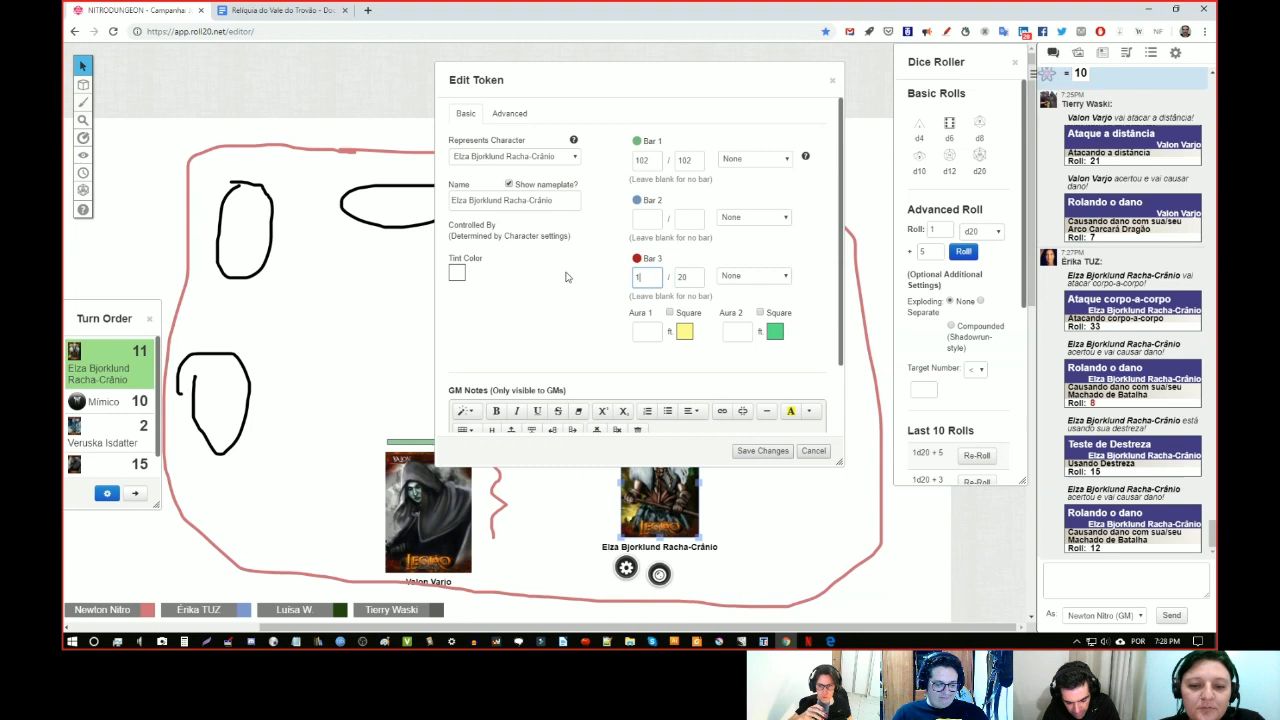 NITRODUNGEON - Campanha: J
Relíquia do Vale do Trovão - Doc
https://app.roll20.net/editor/
Turn Order
11
Elza Bjorklund
Racha-Crânio
Mímico 10
2
Veruska Isdatter
15
Edit Token
Basic
Advanced
Represents Character
Elza Bjorklund Racha-Crânio
Name
Show nameplate?
Elza Bjorklund Racha-Crânio
Controlled By
(Determined by Character settings)
Tint Color
Bar 1
102 / 102 None
(Leave blank for no bar)
Bar 2
/ None
(Leave blank for no bar)
Bar 3
1 / 20 None
(Leave blank for no bar)
Aura 1 Square Aura 2 Square
ft. ft.
GM Notes (Only visible to GMs)
B I U S
Save Changes
Cancel
VALON
LEGIÃO
Valon Varjo
LEGIÃO
Elza Bjorklund Racha-Crânio
Newton Nitro
Érika TUZ
Luísa W.
Tierry Waski
Dice Roller
Basic Rolls
d4 d6 d8
d10 d12 d20
Advanced Roll
Roll: 1 d20
+ 5 Roll!
(Optional Additional
Settings)
Exploding: None
Separate
Compounded
(Shadowrun-
style)
Target Number: <
Last 10 Rolls
1d20 + 5 Re-Roll
1d20 + 3 Re-Roll
= 10
7:25PM
Tierry Waski:
Valon Varjo vai atacar a distância!
Ataque a distância
Valon Varjo
Atacando a distância
Roll: 21
Valon Varjo acertou e vai causar
dano!
Rolando o dano
Valon Varjo
Causando dano com sua/seu
Arco Carcará Dragão
Roll: 7
7:27PM
Érika TUZ:
Elza Bjorklund Racha-Crânio vai
atacar corpo-a-corpo!
Ataque corpo-a-corpo
Elza Bjorklund Racha-Crânio
Atacando corpo-a-corpo
Roll: 33
Elza Bjorklund Racha-Crânio
acertou e vai causar dano!
Rolando o dano
Elza Bjorklund Racha-Crânio
Causando dano com sua/seu
Machado de Batalha
Roll: 8
Elza Bjorklund Racha-Crânio está
usando sua destreza!
Teste de Destreza
Elza Bjorklund Racha-Crânio
Usando Destreza
Roll: 15
Elza Bjorklund Racha-Crânio
acertou e vai causar dano!
Rolando o dano
Elza Bjorklund Racha-Crânio
Causando dano com sua/seu
Machado de Batalha
Roll: 12
As: Newton Nitro (GM) Send
POR 7:28 PM